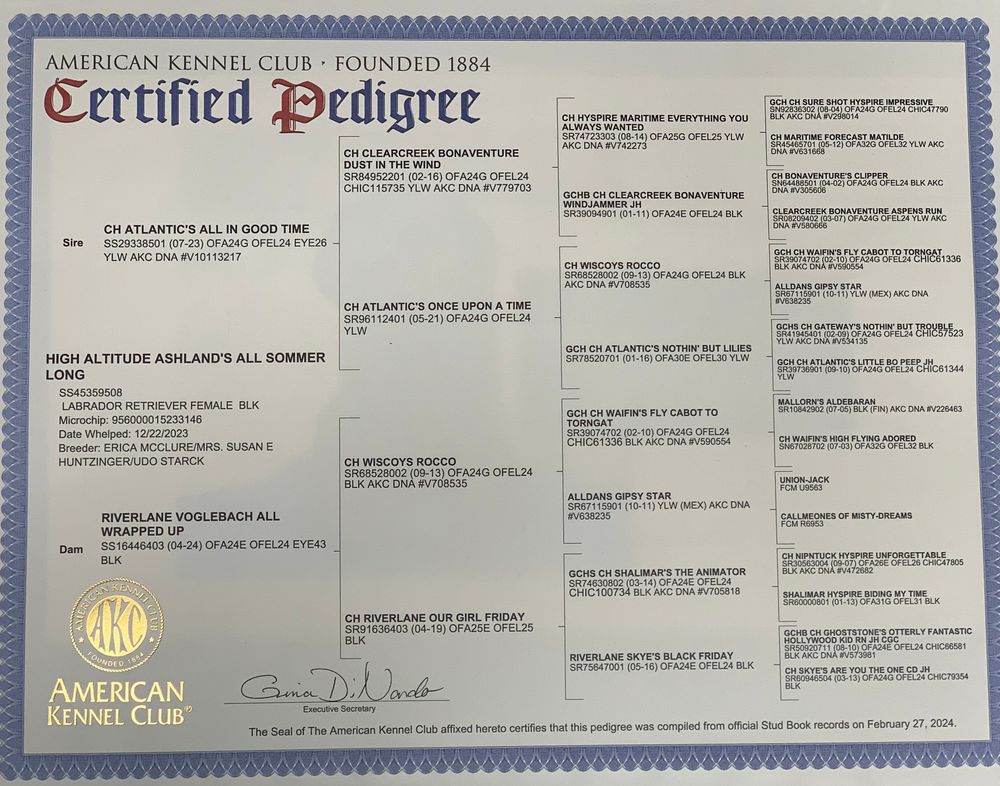 AMERICAN KENNEL CLUB · FOUNDED 1884
Certified Pedigree
Sire
CH ATLANTIC'S ALL IN GOOD TIME
SS29338501 (07-23) OFA24G OFEL24 EYE26
YLW AKC DNA #V10113217
HIGH ALTITUDE ASHLAND'S ALL SOMMER
LONG
SS45359508
LABRADOR RETRIEVER FEMALE BLK
Microchip: 956000015233146
Date Whelped: 12/22/2023
Breeder: ERICA MCCLURE/MRS. SUSAN E
HUNTZINGER/UDO STARCK
Dam
RIVERLANE VOGLEBACH ALL
WRAPPED UP
SS16446403 (04-24) OFA24E OFEL24 EYE43
BLK
CH CLEARCREEK BONAVENTURE
DUST IN THE WIND
SR84952201 (02-16) OFA24G OFEL24
CHIC115735 YLW AKC DNA #V779703
CH ATLANTIC'S ONCE UPON A TIME
SR96112401 (05-21) OFA24G OFEL24
YLW
CH WISCOYS ROCCO
SR68528002 (09-13) OFA24G OFEL24
BLK AKC DNA #V708535
CH RIVERLANE OUR GIRL FRIDAY
SR91636403 (04-19) OFA25E OFEL25
BLK
CH HYSPIRE MARITIME EVERYTHING YOU
ALWAYS WANTED
SR74723303 (08-14) OFA25G OFEL25 YLW
AKC DNA #V742273
GCHB CH CLEARCREEK BONAVENTURE
WINDJAMMER JH
SR39094901 (01-11) OFA24E OFEL24 BLK
CH WISCOYS ROCCO
SR68528002 (09-13) OFA24G OFEL24 BLK
AKC DNA #V708535
GCH CH ATLANTIC'S NOTHIN' BUT LILIES
SR78520701 (01-16) OFA30E OFEL30 YLW
GCH CH WAIFIN'S FLY CABOT TO
TORNGAT
SR39074702 (02-10) OFA24G OFEL24
CHIC61336 BLK AKC DNA #V590554
ALLDANS GIPSY STAR
SR67115901 (10-11) YLW (MEX) AKC DNA
#V638235
GCHS CH SHALIMAR'S THE ANIMATOR
SR74630802 (03-14) OFA24E OFEL24
CHIC100734 BLK AKC DNA #V705818
RIVERLANE SKYE'S BLACK FRIDAY
SR75647001 (05-16) OFA24E OFEL24 BLK
GCH CH SURE SHOT HYSPIRE IMPRESSIVE
SN92836302 (08-04) OFA24G OFEL24 CHIC47790
BLK AKC DNA #V298014
CH MARITIME FORECAST MATILDE
SR45465701 (05-12) OFA32G OFEL32 YLW AKC
DNA #V631668
CH BONAVENTURE'S CLIPPER
SN64488501 (04-02) OFA24G OFEL24 BLK AKC
DNA #V305606
CLEARCREEK BONAVENTURE ASPENS RUN
SR08209402 (03-07) OFA24G OFEL24 YLW AKC
DNA #V580666
GCH CH WAIFIN'S FLY CABOT TO TORNGAT
SR39074702 (02-10) OFA24G OFEL24 CHIC61336
BLK AKC DNA #V590554
ALLDANS GIPSY STAR
SR67115901 (10-11) YLW (MEX) AKC DNA
#V638235
GCHS CH GATEWAY'S NOTHIN' BUT TROUBLE
SR41945401 (02-09) OFA24G OFEL24 CHIC57523
YLW AKC DNA #V534135
GCH CH ATLANTIC'S LITTLE BO PEEP JH
SR39736901 (09-10) OFA24G OFEL24 CHIC61344
YLW
MALLORN'S ALDEBARAN
SR10842902 (07-05) BLK (FIN) AKC DNA #V226463
CH WAIFIN'S HIGH FLYING ADORED
SN67028702 (07-03) OFA32G OFEL32 BLK
UNION-JACK
FCM U9563
CALLMEONES OF MISTY-DREAMS
FCM R6953
CH NIPNTUCK HYSPIRE UNFORGETTABLE
SR30563004 (09-07) OFA26E OFEL26 CHIC47805
BLK AKC DNA #V472682
SHALIMAR HYSPIRE BIDING MY TIME
SR60000801 (01-13) OFA31G OFEL31 BLK
GCHB CH GHOSTSTONE'S OTTERLY FANTASTIC
HOLLYWOOD KID RN JH CGC
SR50920711 (08-10) OFA24E OFEL24 CHIC66581
BLK AKC DNA #V573981
CH SKYE'S ARE YOU THE ONE CD JH
SR60946504 (03-13) OFA24G OFEL24 CHIC79354
BLK
AMERICAN KENNEL CLUB
AKC
FOUNDED 1884
AMERICAN
KENNEL CLUB®
Gina DiNardo
Executive Secretary
The Seal of The American Kennel Club affixed hereto certifies that this pedigree was compiled from official Stud Book records on February 27, 2024.